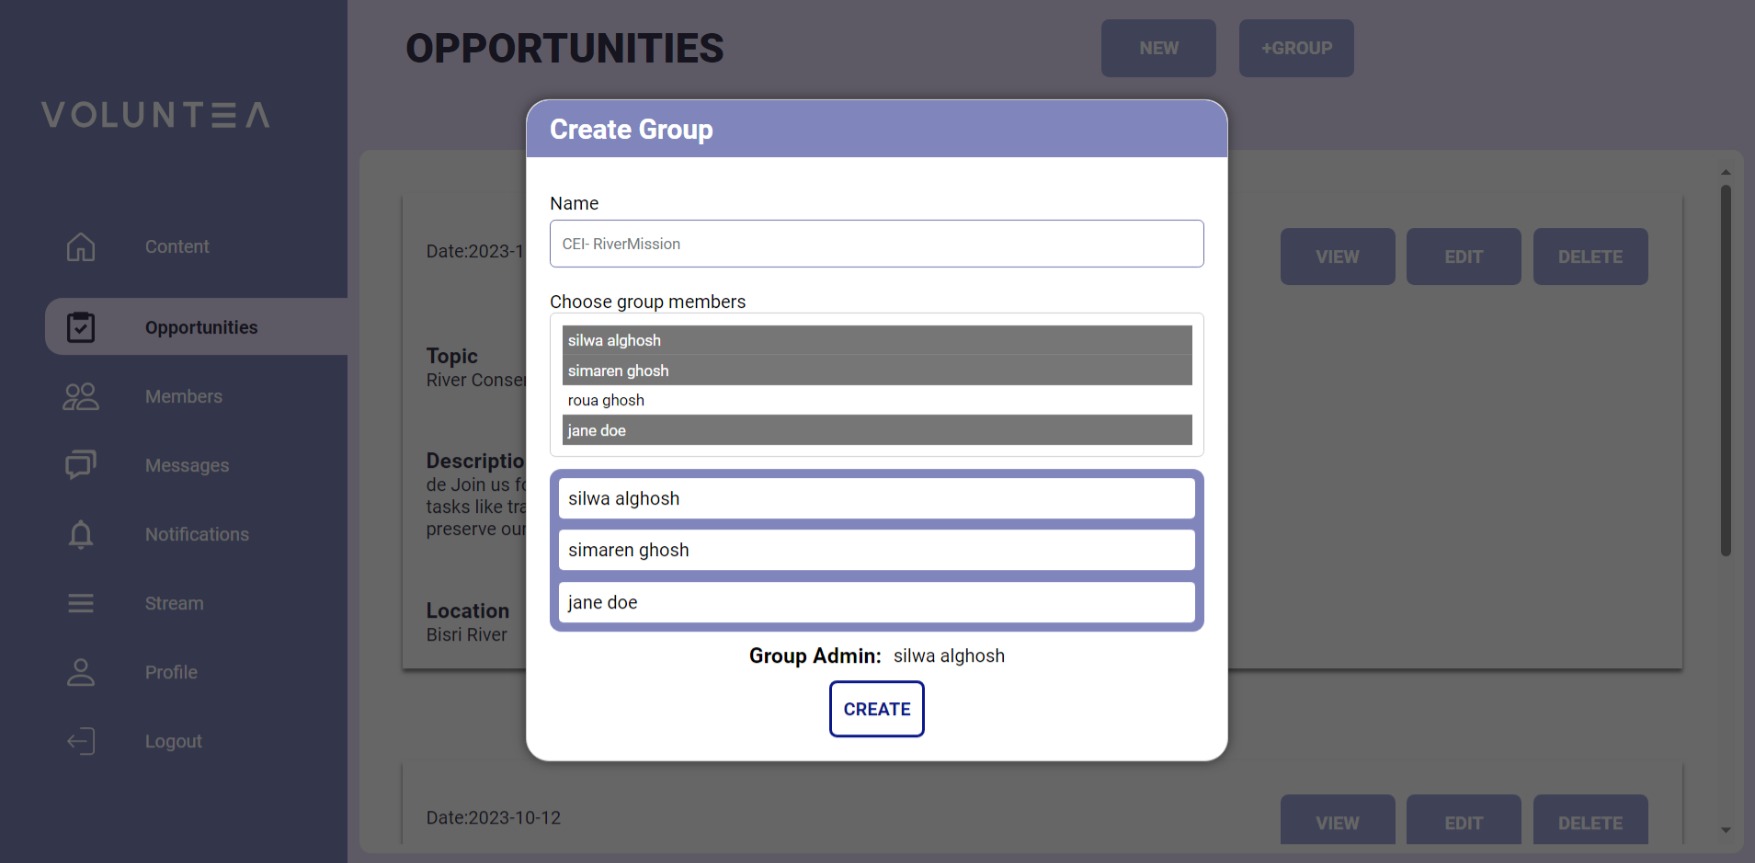 VOLUNTEA
Content
Opportunities
Members
Messages
Notifications
Stream
Profile
Logout
OPPORTUNITIES
NEW
+GROUP
Date:2023-1
VIEW
EDIT
DELETE
Topic
River Conse
Descriptio
de Join us f
tasks like tra
preserve our
Location
Bisri River
Date:2023-10-12
VIEW
EDIT
DELETE
Create Group
Name
CEI- RiverMission
Choose group members
silwa alghosh
simaren ghosh
roua ghosh
jane doe
silwa alghosh
simaren ghosh
jane doe
Group Admin: silwa alghosh
CREATE